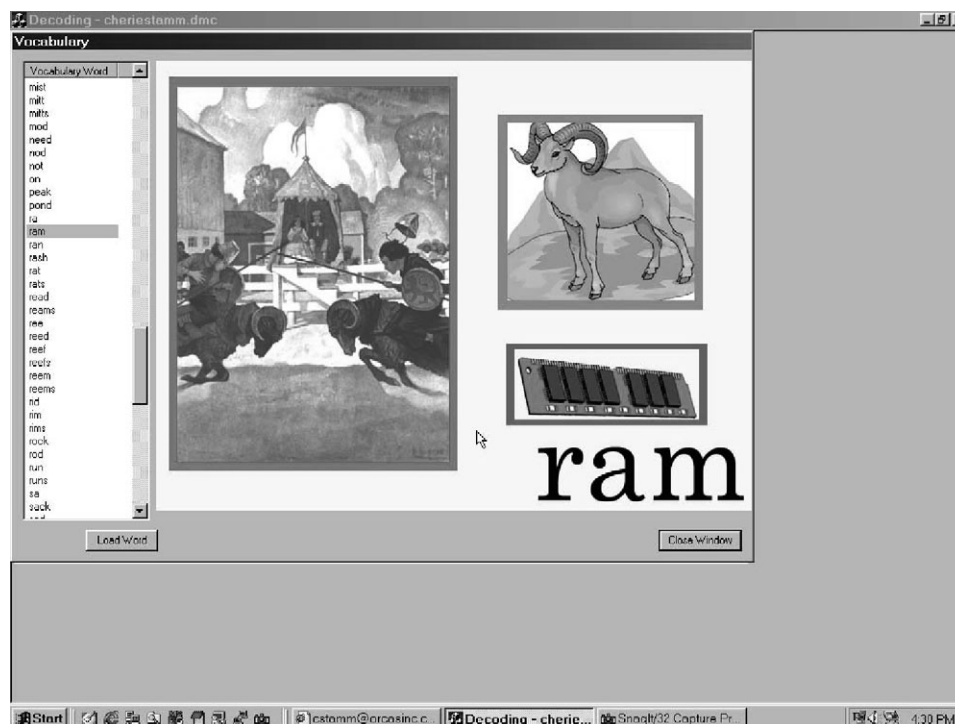 Decoding - cheriestamm.dmc
Vocabulary
Vocabulary Word
mist
mitt
mitts
mod
need
nod
not
on
peak
pond
ra
ram
ran
rash
rat
rats
read
reams
ree
reed
reef
reefs
reem
reems
rid
rim
rims
rock
rod
run
runs
sa
sack
ram
Load Word
Close Window
Start
cstamm@orcasinc.c...
Decoding - cherie...
SnagIt/32 Capture Pr...
4:30 PM